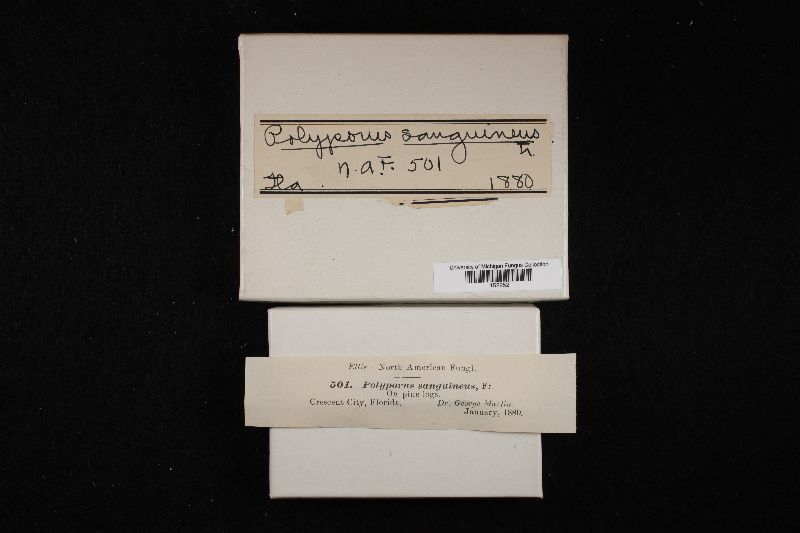 Polyporus sanguineus
Fr.
n.a.F. 501
Fla. 1880
University of Michigan Fungus Collection
Ellis - North American Fungi.
501. Polyporus sanguineus, Fr.
On pine logs.
Crescent City, Florida. Dr. George Martin.
January, 1880.